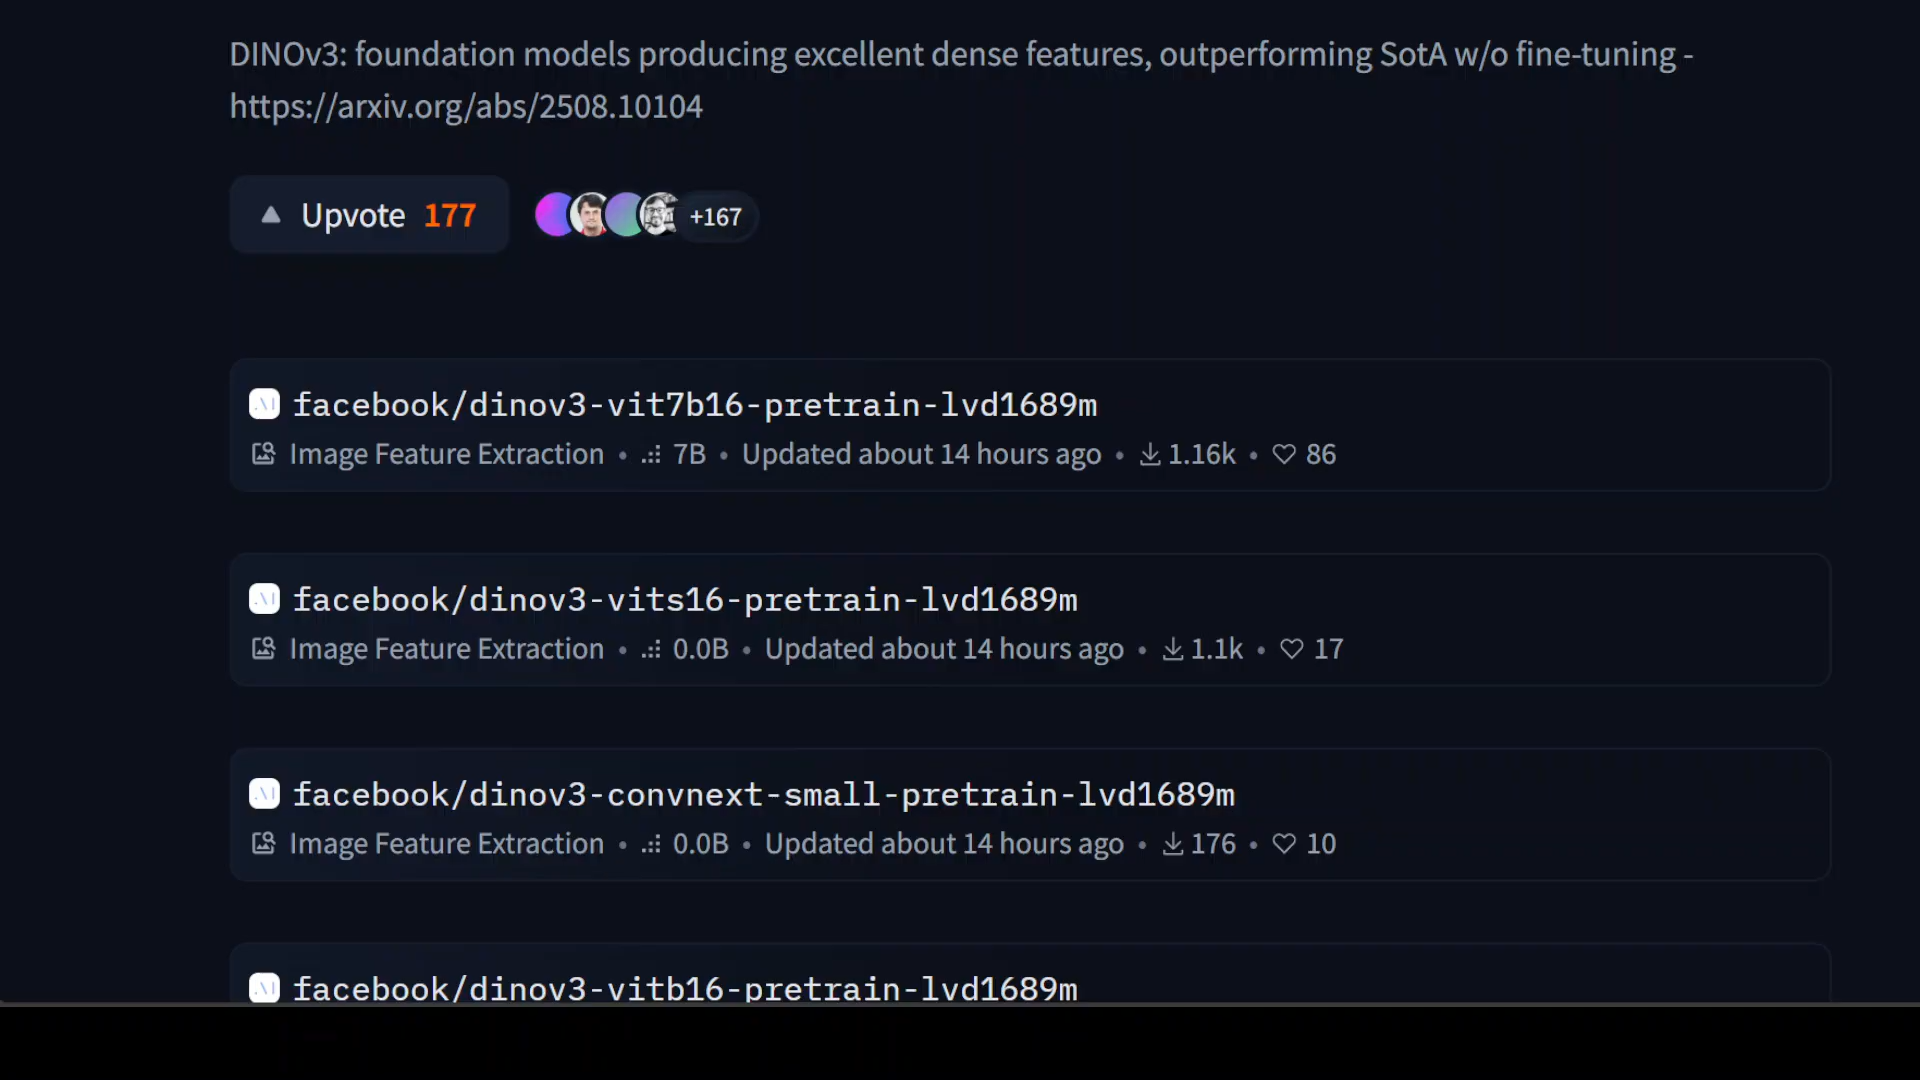 DINOv3: foundation models producing excellent dense features, outperforming SotA w/o fine-tuning -
https://arxiv.org/abs/2508.10104
Upvote 177 +167
facebook/dinov3-vit7b16-pretrain-lvd1689m
Image Feature Extraction • 7B • Updated about 14 hours ago • 1.16k • 86
facebook/dinov3-vits16-pretrain-lvd1689m
Image Feature Extraction • 0.0B • Updated about 14 hours ago • 1.1k • 17
facebook/dinov3-convnext-small-pretrain-lvd1689m
Image Feature Extraction • 0.0B • Updated about 14 hours ago • 176 • 10
facebook/dinov3-vitb16-pretrain-lvd1689m